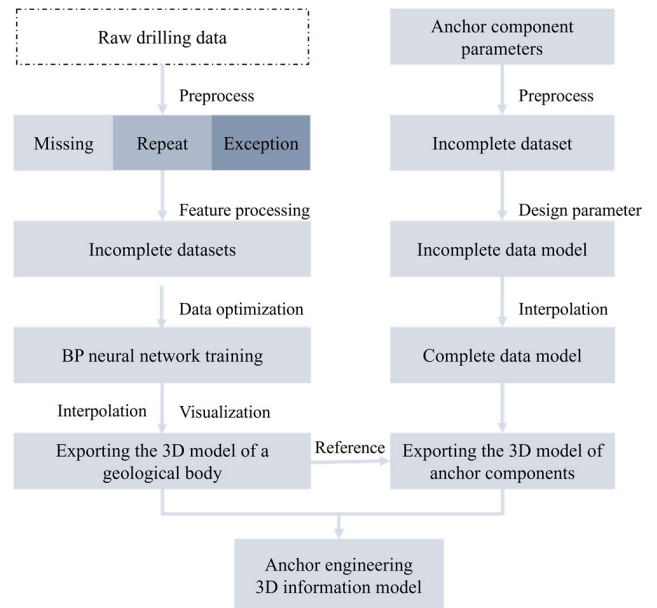 Raw drilling data
Preprocess
Missing
Repeat
Exception
Feature processing
Incomplete datasets
Data optimization
BP neural network training
Interpolation
Visualization
Exporting the 3D model of a
geological body
Reference
Anchor component
parameters
Preprocess
Incomplete dataset
Design parameter
Incomplete data model
Interpolation
Complete data model
Exporting the 3D model of
anchor components
Anchor engineering
3D information model